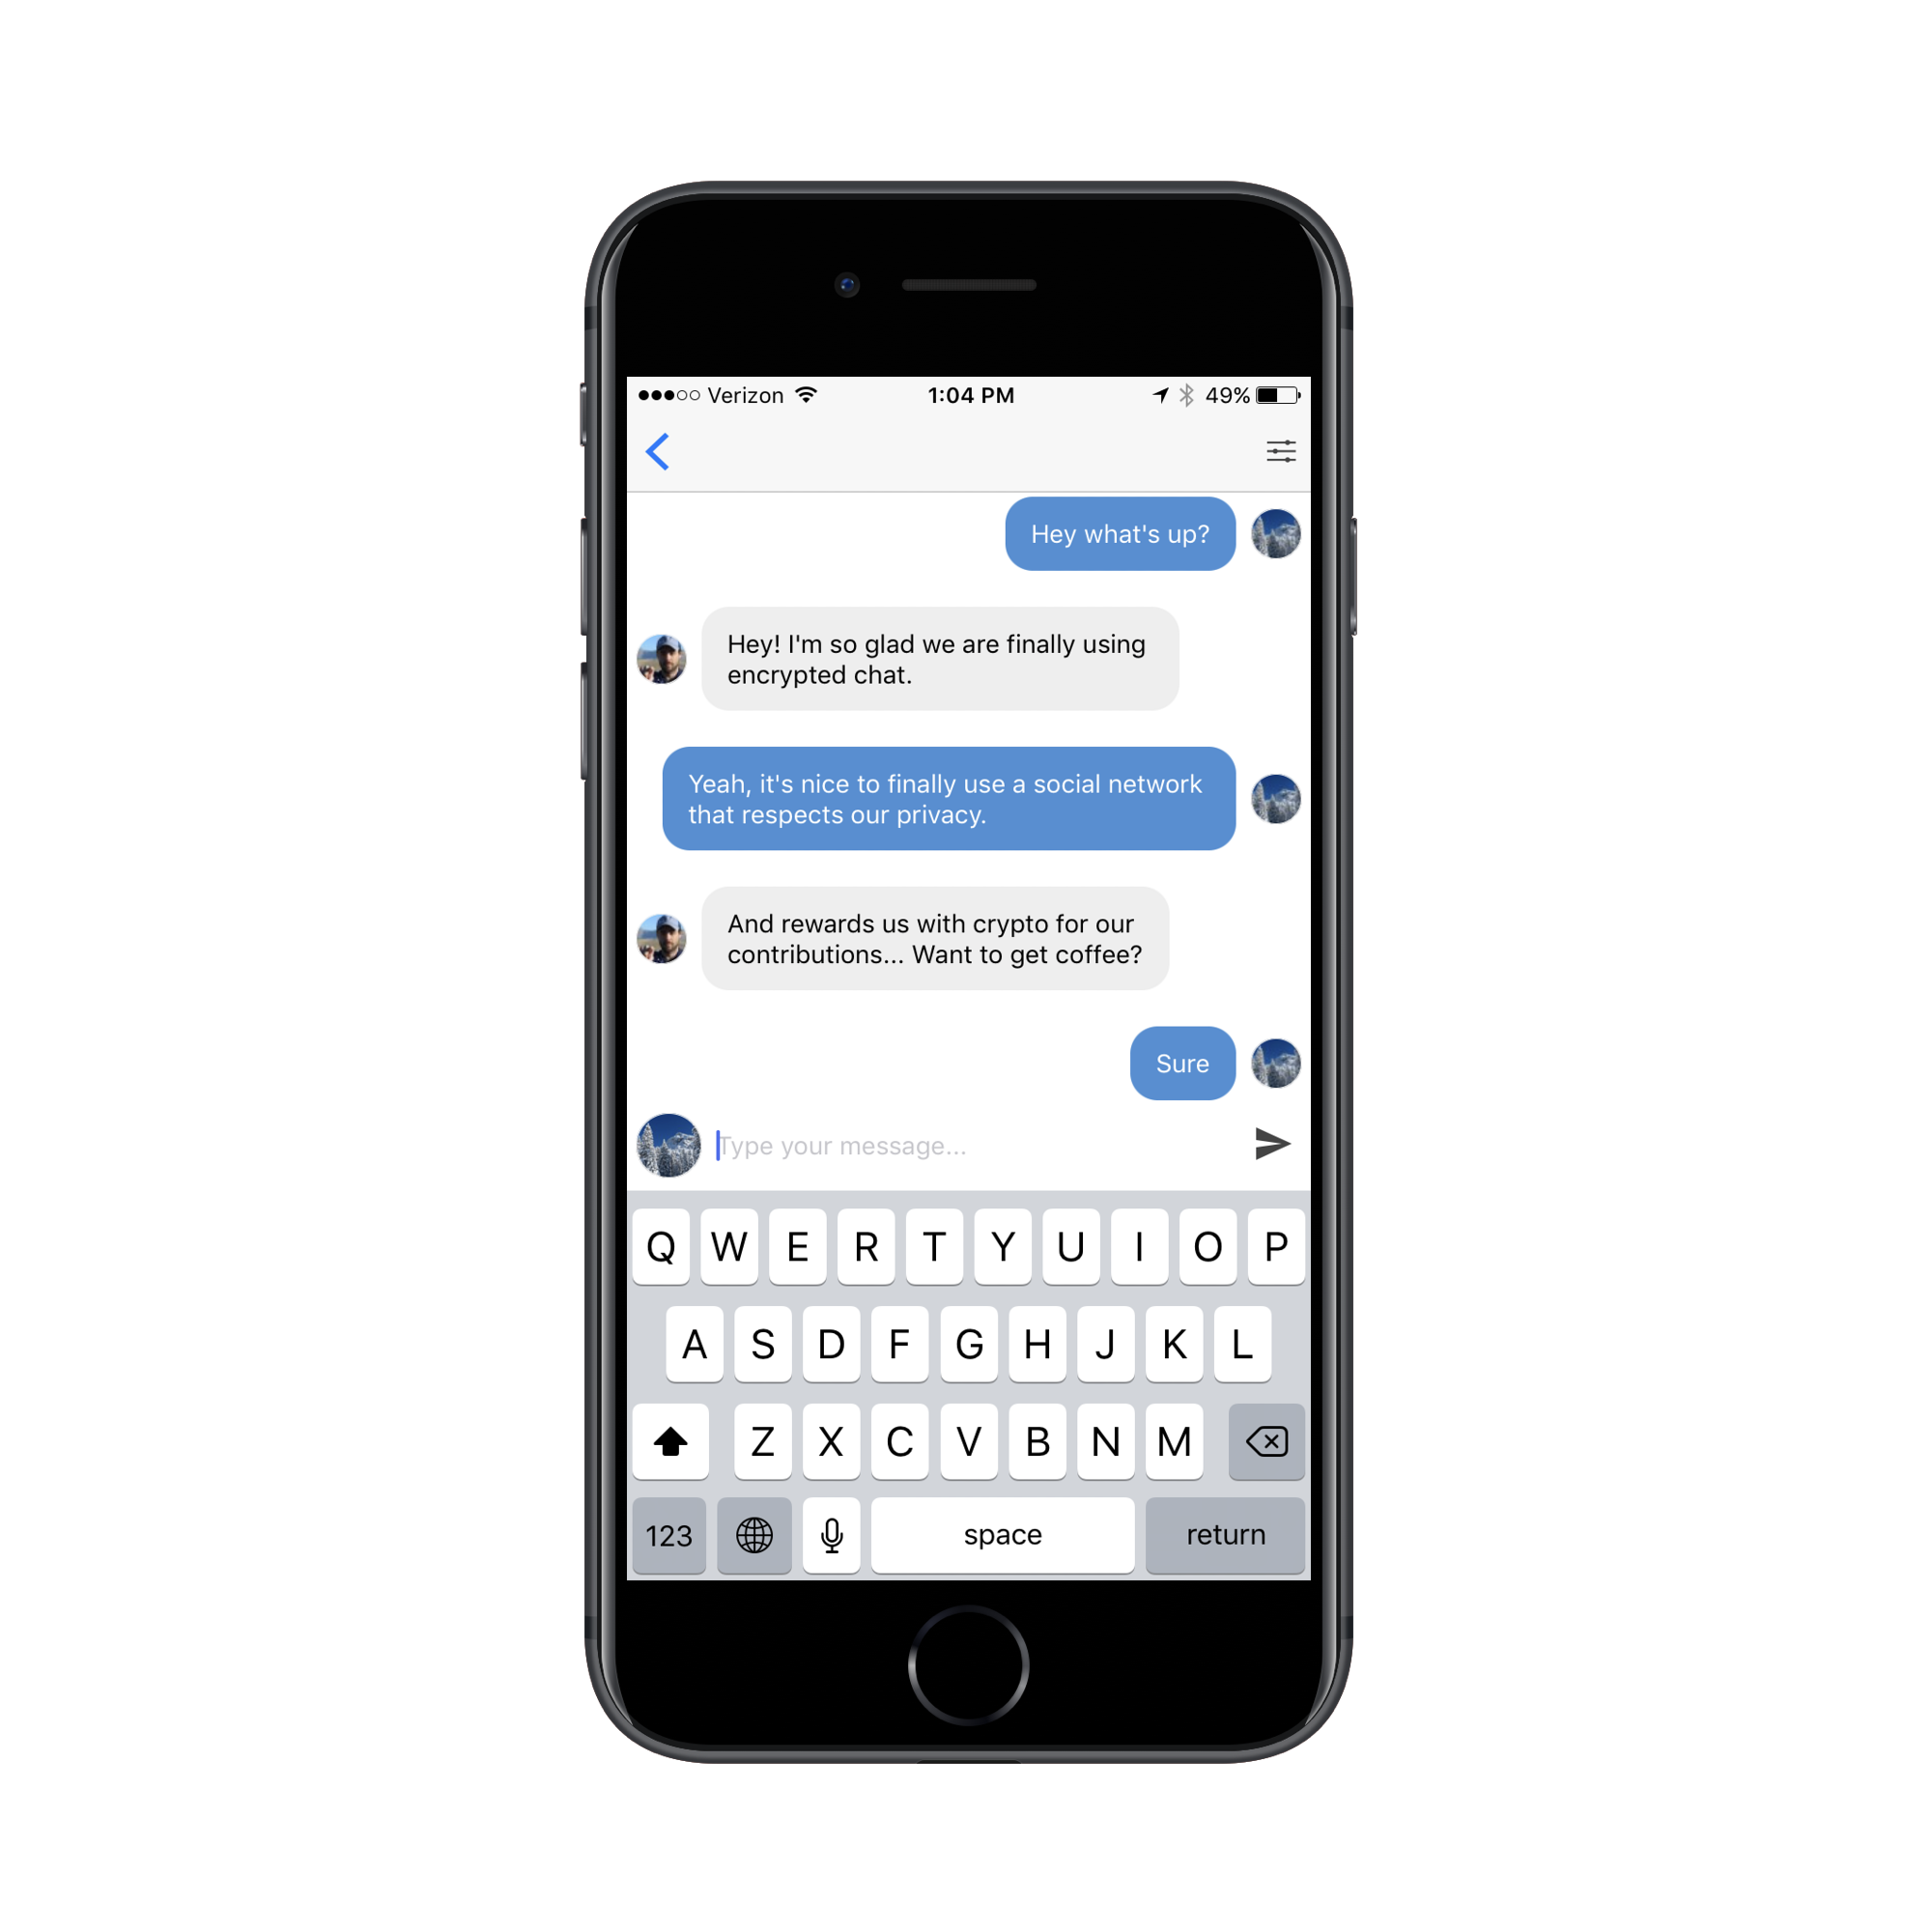 Verizon 1:04 PM 49%
Hey what's up?
Hey! I'm so glad we are finally using
encrypted chat.
Yeah, it's nice to finally use a social network
that respects our privacy.
And rewards us with crypto for our
contributions... Want to get coffee?
Sure
Type your message...
Q W E R T Y U I O P
A S D F G H J K L
Z X C V B N M
123 space return